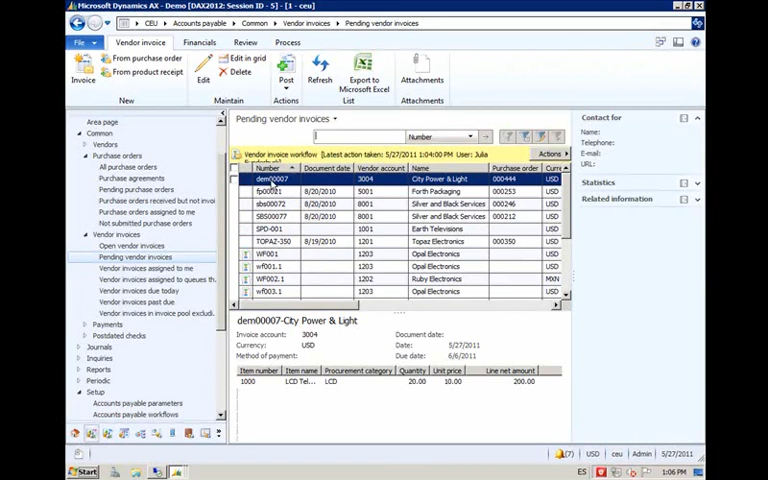 Microsoft Dynamics AX - Demo [DAX2012: Session ID - 5] - [1 - ceu]
CEU ▸ Accounts payable ▸ Common ▸ Vendor invoices ▸ Pending vendor invoices
File Vendor invoice Financials Review Process
Invoice
From purchase order
From product receipt
New
Edit
Edit in grid
Delete
Maintain
Post
Actions
Refresh
Export to
Microsoft Excel
List
Attachments
Attachments
Area page
Common
Vendors
Purchase orders
All purchase orders
Purchase agreements
Pending purchase orders
Purchase orders received but not invoi
Purchase orders assigned to me
Not submitted purchase orders
Vendor invoices
Open vendor invoices
Pending vendor invoices
Vendor invoices assigned to me
Vendor invoices assigned to queues th
Vendor invoices due today
Vendor invoices past due
Vendor invoices in invoice pool exclud.
Payments
Postdated checks
Journals
Inquiries
Reports
Periodic
Setup
Accounts payable parameters
Accounts payable workflows
Pending vendor invoices
Number
Vendor invoice workflow [Latest action taken: 5/27/2011 1:04:00 PM User: Julia
Actions
Number Document date Vendor account Name Purchase order Curre
dem00007 3004 City Power & Light 000444 USD
fp00021 8/20/2010 5001 Forth Packaging 000253 USD
sbs00072 8/20/2010 8001 Silver and Black Services 000246 USD
SBS00077 8/20/2010 8001 Silver and Black Services 000212 USD
SPD-001 1001 Earth Televisions USD
TOPAZ-350 8/19/2010 1201 Topaz Electronics 000350 USD
WF001 1203 Opal Electronics USD
wf001.1 1203 Opal Electronics USD
WF002.1 1202 Ruby Electronics MXN
wf003.1 1203 Opal Electronics USD
dem00007-City Power & Light
Invoice account: 3004 Document date:
Currency: USD Date: 5/27/2011
Method of payment: Due date: 6/6/2011
Item number Item name Procurement category Quantity Unit price Line net amount
1000 LCD Tel... LCD 20.00 10.00 200.00
Contact for
Name:
Telephone:
E-mail:
URL:
Statistics
Related information
(7) USD ceu Admin 5/27/2011
Start ES 1:06 PM